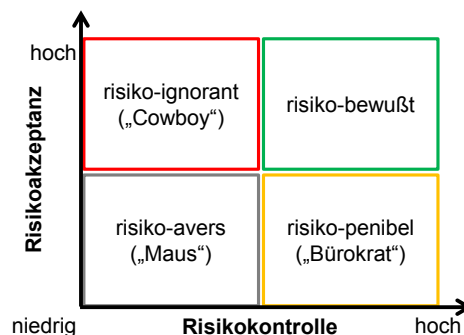 hoch
Risikoakzeptanz
risiko-ignorant
(„Cowboy“)
risiko-bewußt
risiko-avers
(„Maus“)
risiko-penibel
(„Bürokrat“)
niedrig
Risikokontrolle
hoch